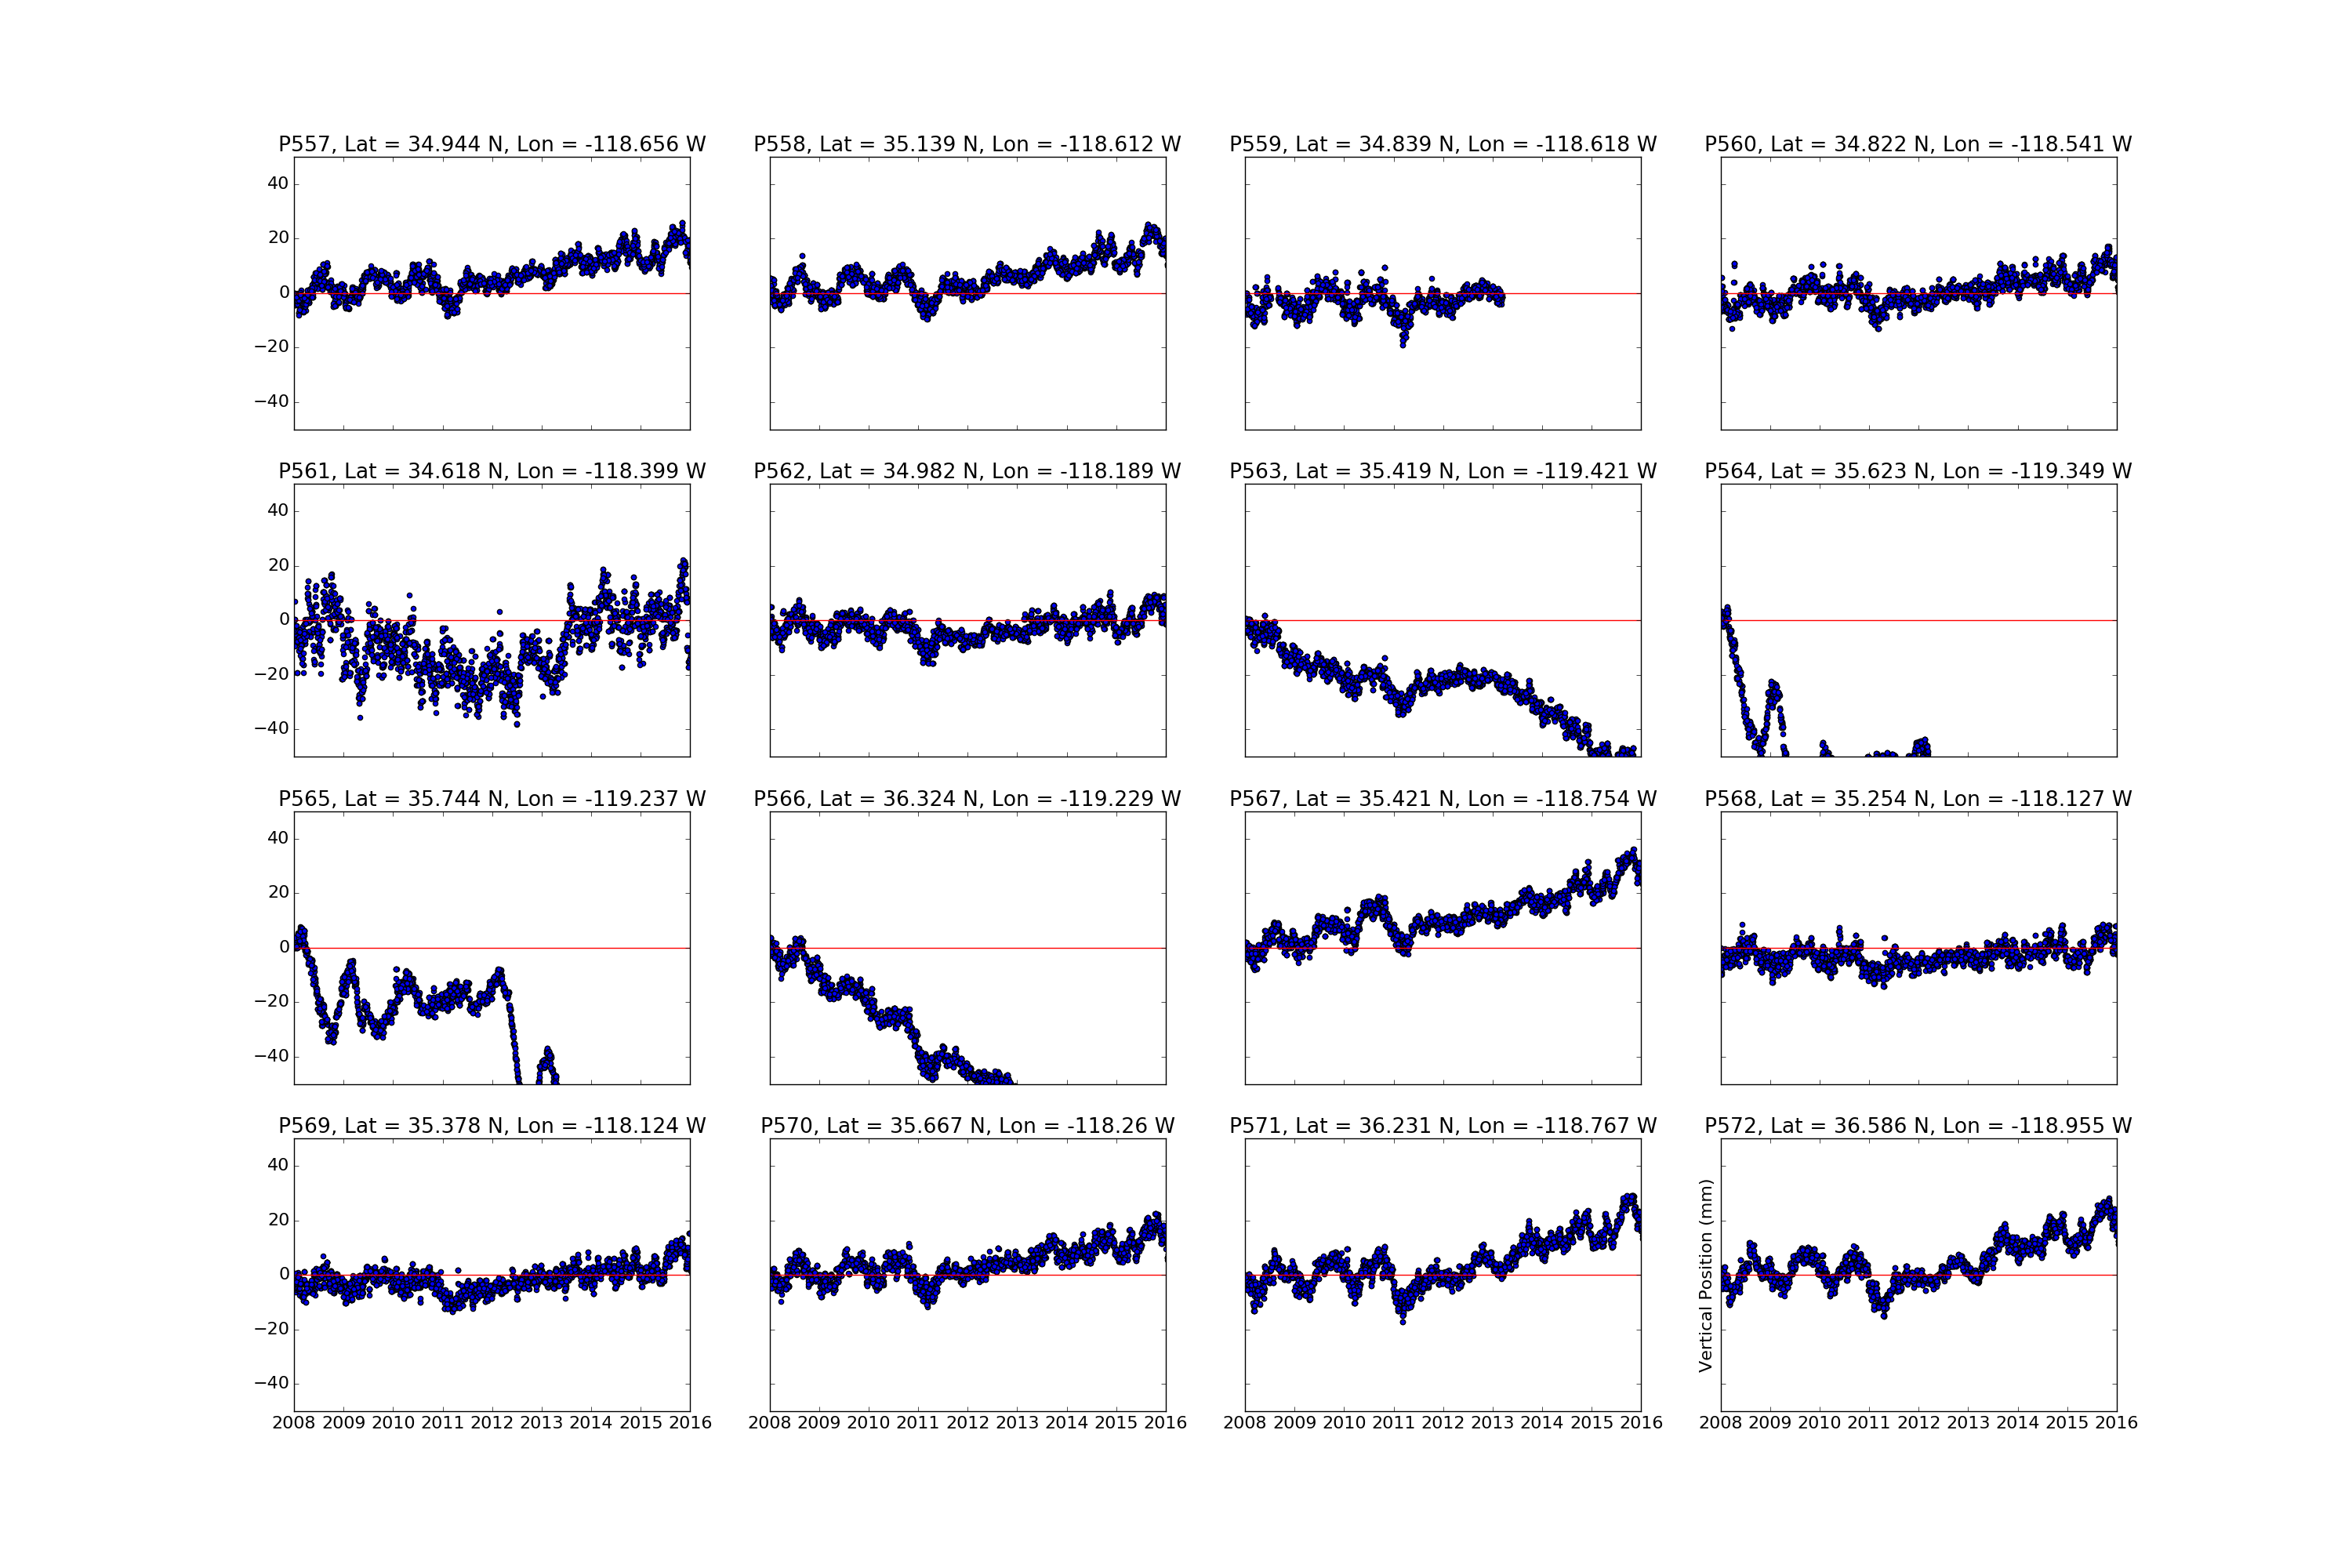 P557, Lat = 34.944 N, Lon = -118.656 W
P558, Lat = 35.139 N, Lon = -118.612 W
P559, Lat = 34.839 N, Lon = -118.618 W
P560, Lat = 34.822 N, Lon = -118.541 W
40
20
0
−20
−40
P561, Lat = 34.618 N, Lon = -118.399 W
P562, Lat = 34.982 N, Lon = -118.189 W
P563, Lat = 35.419 N, Lon = -119.421 W
P564, Lat = 35.623 N, Lon = -119.349 W
40
20
0
−20
−40
P565, Lat = 35.744 N, Lon = -119.237 W
P566, Lat = 36.324 N, Lon = -119.229 W
P567, Lat = 35.421 N, Lon = -118.754 W
P568, Lat = 35.254 N, Lon = -118.127 W
40
20
0
−20
−40
P569, Lat = 35.378 N, Lon = -118.124 W
P570, Lat = 35.667 N, Lon = -118.26 W
P571, Lat = 36.231 N, Lon = -118.767 W
P572, Lat = 36.586 N, Lon = -118.955 W
40
20
0
−20
−40
Vertical Position (mm)
2008 2009 2010 2011 2012 2013 2014 2015 2016
2008 2009 2010 2011 2012 2013 2014 2015 2016
2008 2009 2010 2011 2012 2013 2014 2015 2016
2008 2009 2010 2011 2012 2013 2014 2015 2016